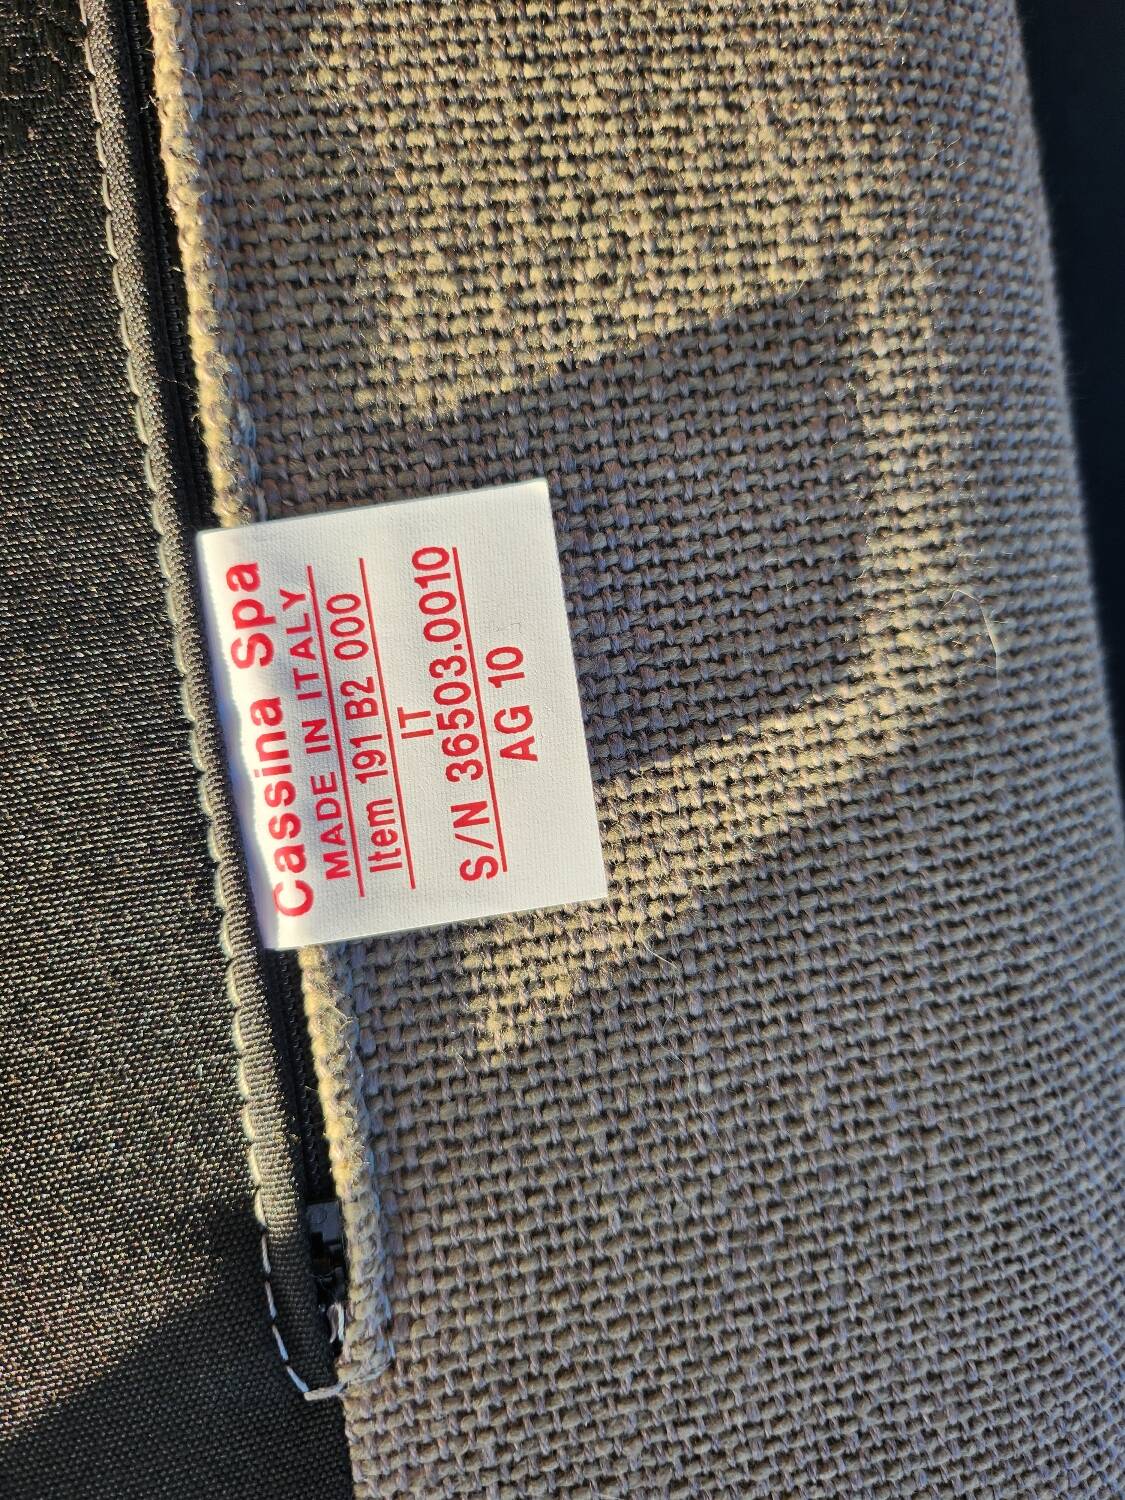 Cassina Spa
MADE IN ITALY
Item 191 B2 000
IT
S/N 36503.0010
AG 10